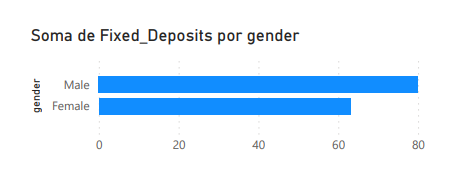 Soma de Fixed_Deposits por gender
gender
Male
Female
0 20 40 60 80